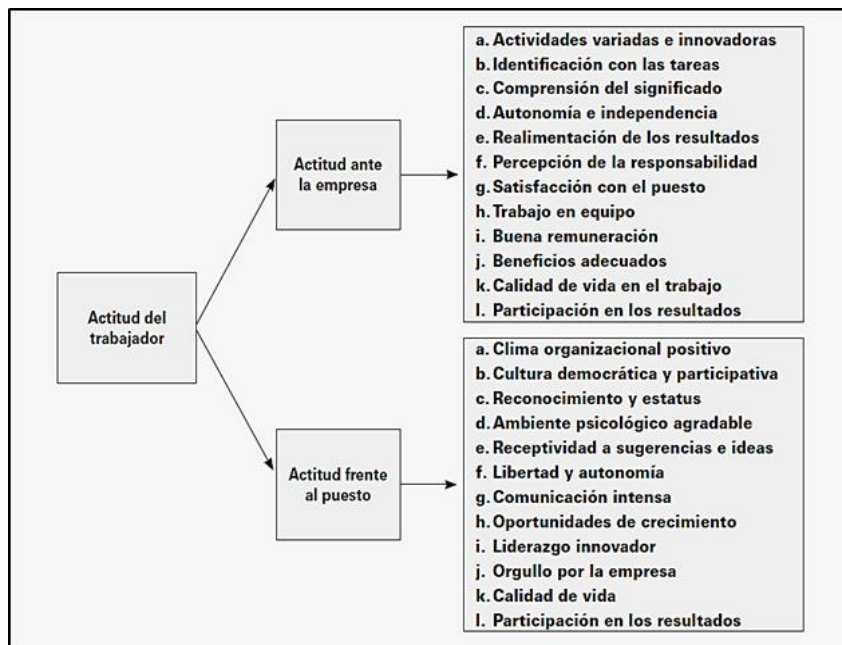 Actitud del
trabajador
Actitud ante
la empresa
a. Actividades variadas e innovadoras
b. Identificación con las tareas
c. Comprensión del significado
d. Autonomía e independencia
e. Realimentación de los resultados
f. Percepción de la responsabilidad
g. Satisfacción con el puesto
h. Trabajo en equipo
i. Buena remuneración
j. Beneficios adecuados
k. Calidad de vida en el trabajo
l. Participación en los resultados
Actitud frente
al puesto
a. Clima organizacional positivo
b. Cultura democrática y participativa
c. Reconocimiento y estatus
d. Ambiente psicológico agradable
e. Receptividad a sugerencias e ideas
f. Libertad y autonomía
g. Comunicación intensa
h. Oportunidades de crecimiento
i. Liderazgo innovador
j. Orgullo por la empresa
k. Calidad de vida
l. Participación en los resultados